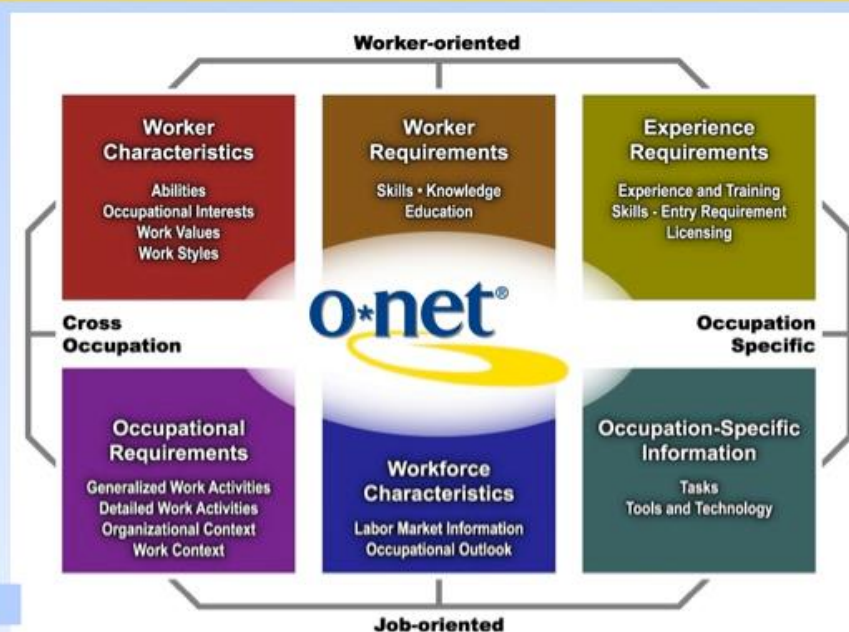 Worker-oriented
Worker
Characteristics
Abilities
Occupational Interests
Work Values
Work Styles
Worker
Requirements
Skills • Knowledge
Education
Experience
Requirements
Experience and Training
Skills - Entry Requirement
Licensing
o*net®
Cross
Occupation
Occupation
Specific
Occupational
Requirements
Generalized Work Activities
Detailed Work Activities
Organizational Context
Work Context
Workforce
Characteristics
Labor Market Information
Occupational Outlook
Occupation-Specific
Information
Tasks
Tools and Technology
Job-oriented